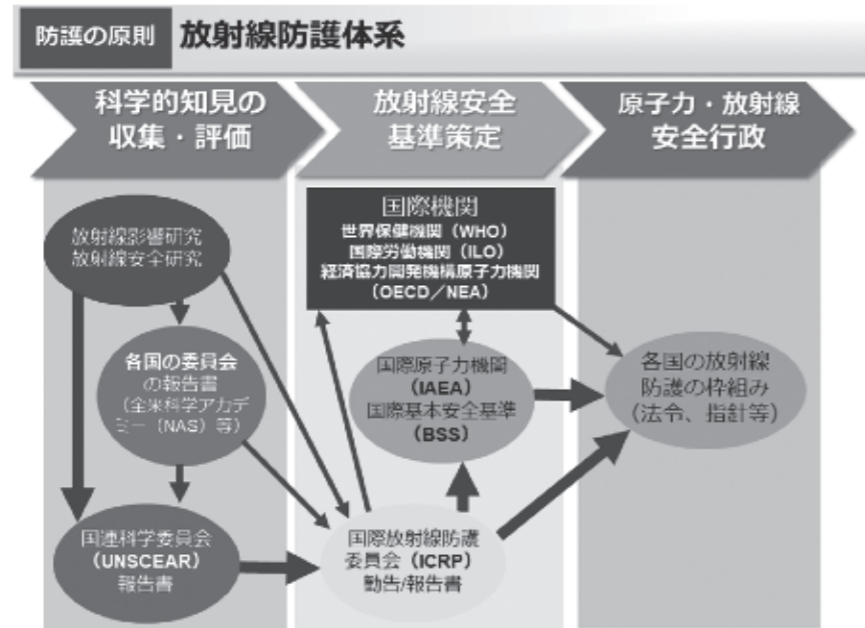 防護の原則
放射線防護体系
科学的知見の
収集・評価
放射線安全
基準策定
原子力・放射線
安全行政
放射線影響研究
放射線安全研究
各国の委員会
の報告書
(全米科学アカデ
ミー(NAS)等)
国連科学委員会
(UNSCEAR)
報告書
国際機関
世界保健機関(WHO)
国際労働機関(ILO)
経済協力開発機構原子力機関
(OECD/NEA)
国際原子力機関
(IAEA)
国際基本安全基準
(BSS)
国際放射線防護
委員会(ICRP)
勧告/報告書
各国の放射線
防護の枠組み
(法令、指針等)